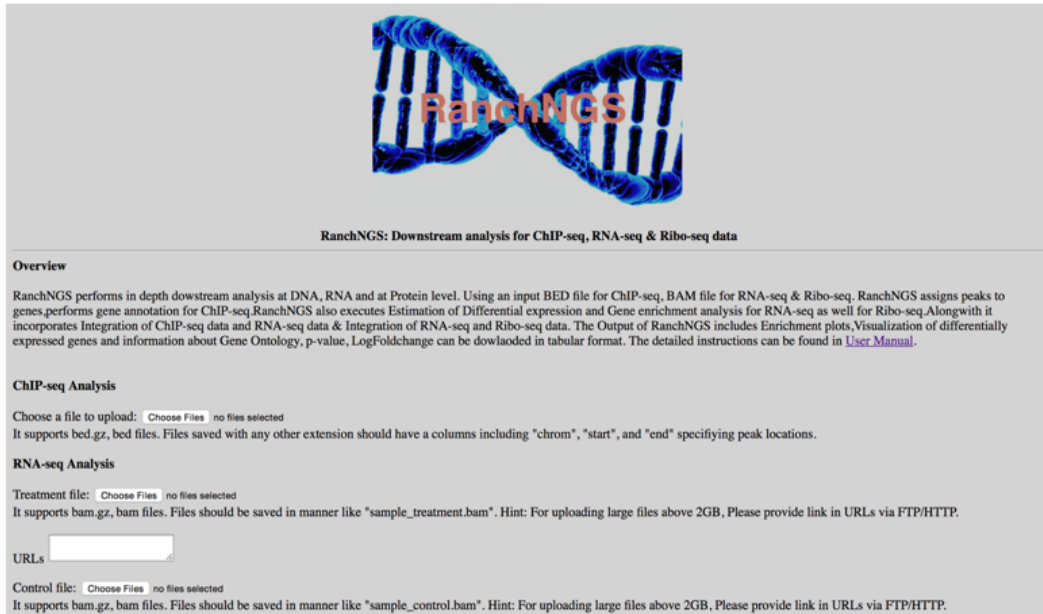 RanchNGS
RanchNGS: Downstream analysis for ChIP-seq, RNA-seq & Ribo-seq data
Overview
RanchNGS performs in depth dowstream analysis at DNA, RNA and at Protein level. Using an input BED file for ChIP-seq, BAM file for RNA-seq & Ribo-seq. RanchNGS assigns peaks to
genes,performs gene annotation for ChIP-seq.RanchNGS also executes Estimation of Differential expression and Gene enrichment analysis for RNA-seq as well for Ribo-seq.Alongwith it
incorporates Integration of ChIP-seq data and RNA-seq data & Integration of RNA-seq and Ribo-seq data. The Output of RanchNGS includes Enrichment plots,Visualization of differentially
expressed genes and information about Gene Ontology, p-value, LogFoldchange can be dowlaoded in tabular format. The detailed instructions can be found in User Manual.
ChIP-seq Analysis
Choose a file to upload: Choose Files no files selected
It supports bed.gz, bed files. Files saved with any other extension should have a columns including "chrom", "start", and "end" specifiying peak locations.
RNA-seq Analysis
Treatment file: Choose Files no files selected
It supports bam.gz, bam files. Files should be saved in manner like "sample_treatment.bam". Hint: For uploading large files above 2GB, Please provide link in URLs via FTP/HTTP.
URLs
Control file: Choose Files no files selected
It supports bam.gz, bam files. Files should be saved in manner like "sample_control.bam". Hint: For uploading large files above 2GB, Please provide link in URLs via FTP/HTTP.